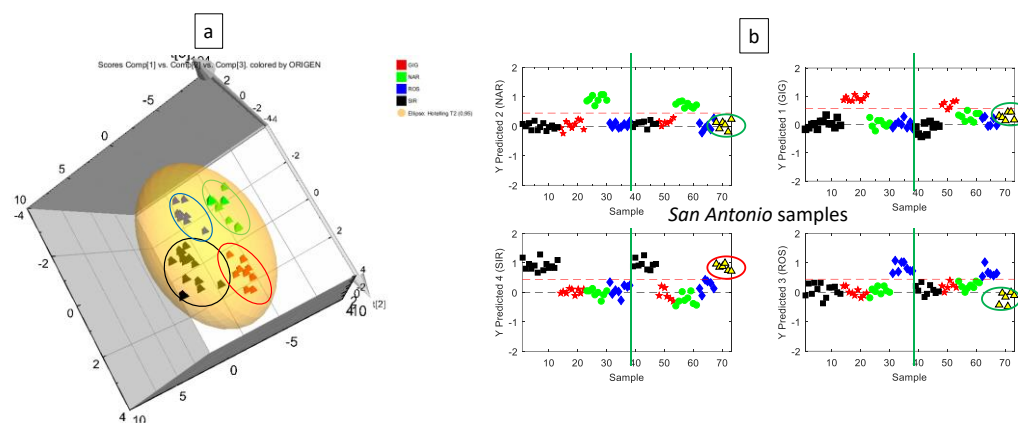 a
b
Scores Comp[1] vs. Comp[2] vs. Comp[3]. colored by ORIGEN
GIG
NAR
ROS
SIR
Ellipse: Hotelling T2 (0,95)
2
0
-2
-5
0
5
10
-4
-2
0
2
4
10
5
0
-5
-2
0
2
t[2]
Y Predicted 2 (NAR)
2
1
0
-1
-2
10 20 30 40 50 60 70
Sample
Y Predicted 1 (GIG)
2
1
0
-1
-2
10 20 30 40 50 60 70
Sample
San Antonio samples
Y Predicted 4 (SIR)
2
1
0
-1
-2
10 20 30 40 50 60 70
Sample
Y Predicted 3 (ROS)
2
1
0
-1
-2
10 20 30 40 50 60 70
Sample